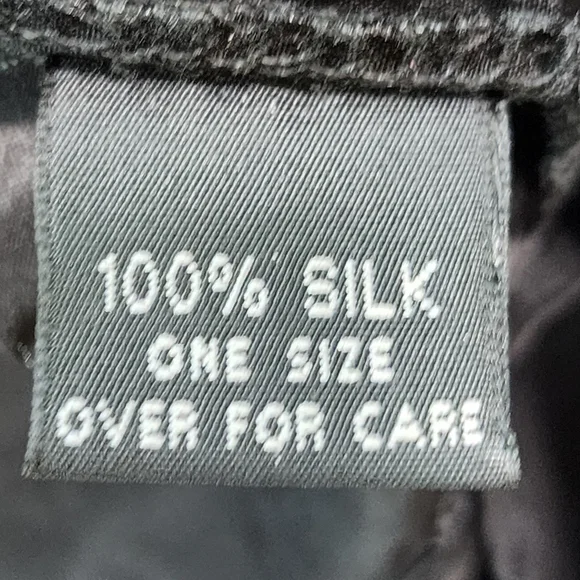 100% SILK
ONE SIZE
OVER FOR CARE